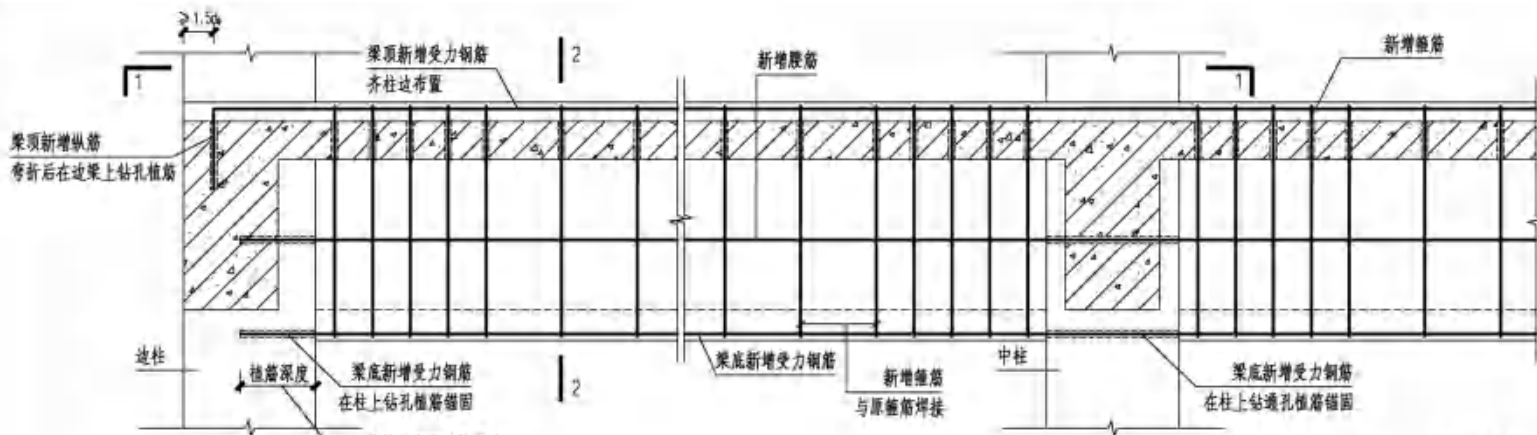 ≥1.5d
1
梁顶新增受力钢筋
齐柱边布置
2
新增腰筋
1
新增箍筋
梁顶新增纵筋
弯折后在边梁上钻孔植筋
边柱
植筋深度
梁底新增受力钢筋
在柱上钻孔植筋锚固
2
梁底新增受力钢筋
新增箍筋
与原箍筋焊接
中柱
梁底新增受力钢筋
在柱上钻通孔植筋锚固